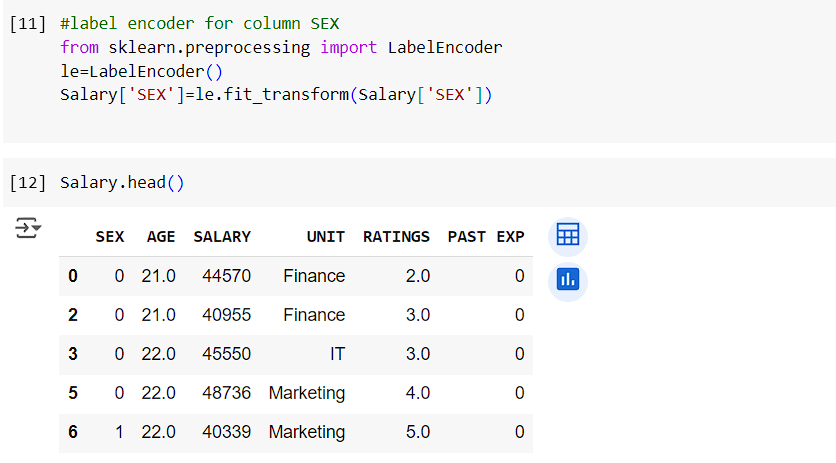 [11] #label encoder for column SEX
from sklearn.preprocessing import LabelEncoder
le=LabelEncoder()
Salary['SEX']=le.fit_transform(Salary['SEX'])
[12] Salary.head()
SEX AGE SALARY UNIT RATINGS PAST EXP
0 0 21.0 44570 Finance 2.0 0
2 0 21.0 40955 Finance 3.0 0
3 0 22.0 45550 IT 3.0 0
5 0 22.0 48736 Marketing 4.0 0
6 1 22.0 40339 Marketing 5.0 0